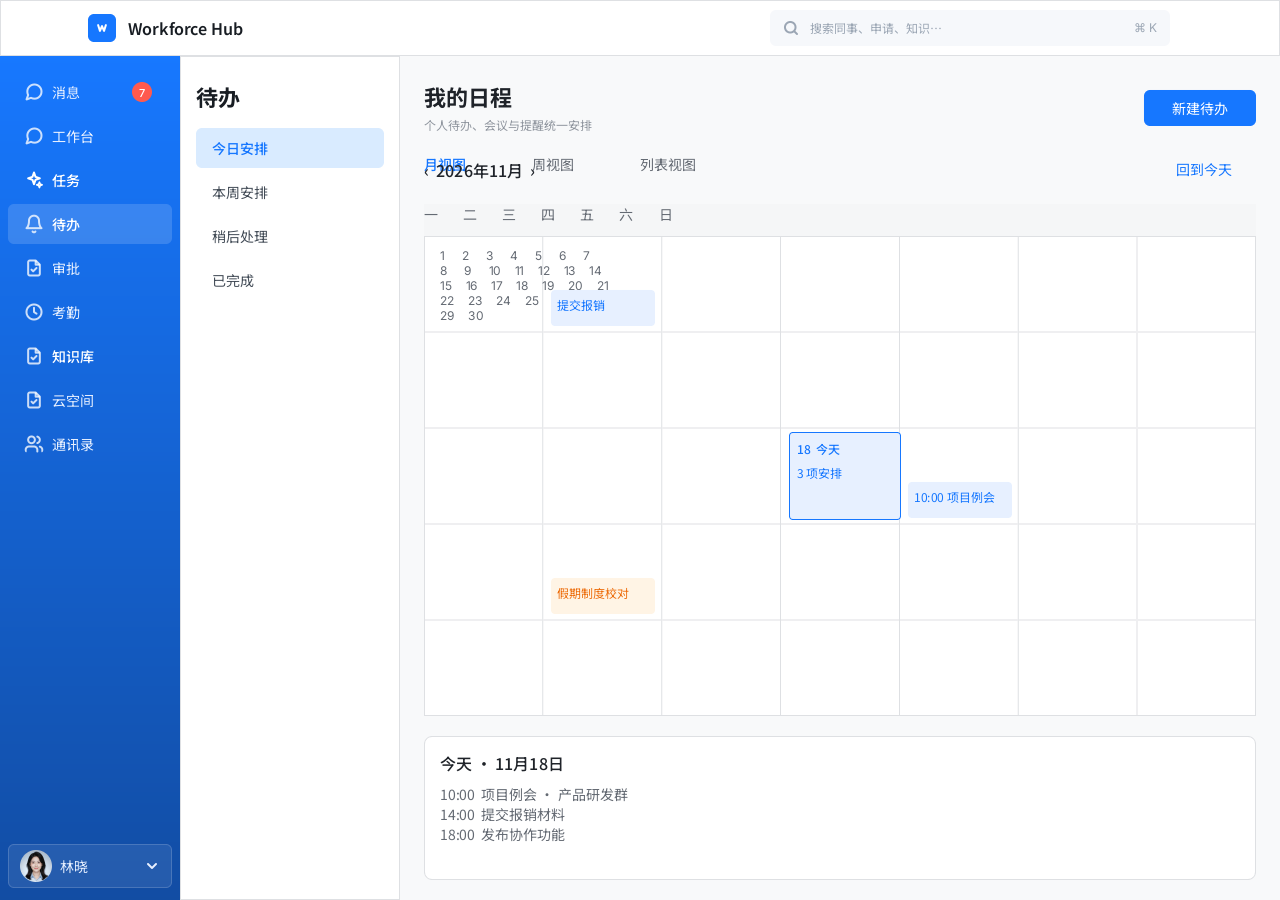 Workforce Hub
搜索同事、申请、知识…
⌘ K
消息
7
工作台
任务
待办
审批
考勤
知识库
云空间
通讯录
林晓
待办
今日安排
本周安排
稍后处理
已完成
我的日程
个人待办、会议与提醒统一安排
新建待办
月视图 周视图 列表视图
‹ 2026年11月 ›
回到今天
一 二 三 四 五 六 日
1 2 3 4 5 6 7
8 9 10 11 12 13 14
15 16 17 18 19 20 21
22 23 24 25
29 30
提交报销
18 今天
3 项安排
10:00 项目例会
假期制度校对
今天 · 11月18日
10:00 项目例会 · 产品研发群
14:00 提交报销材料
18:00 发布协作功能